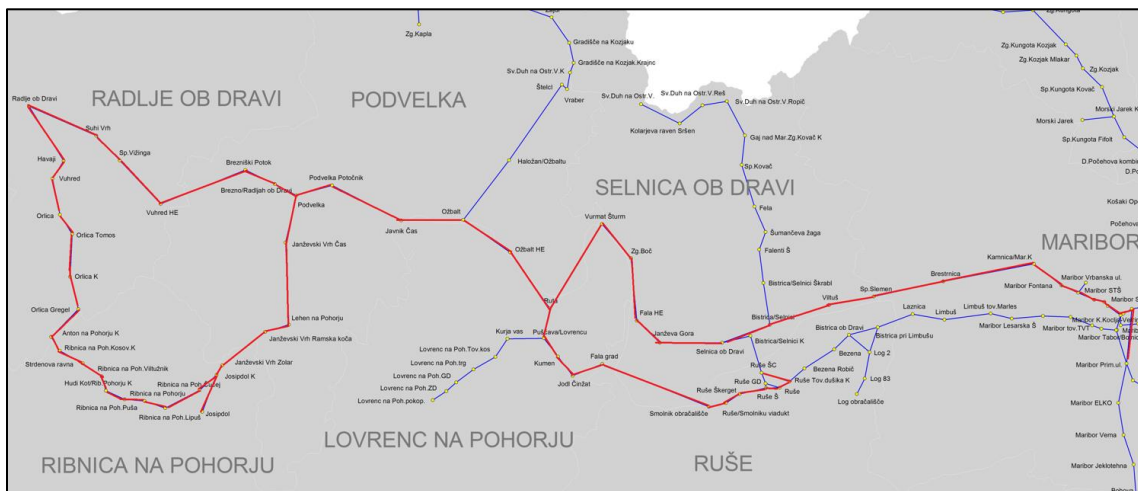 Zg.Kapla
Gradišče na Kozjaku
Gradišče na Kozjak.Krajnc
Sv.Duh na Ostr.V.K
Štelcl
Vraber
Sv.Duh na Ostr.V.
Sv.Duh na Ostr.V.Reš
Sv.Duh na Ostr.V.Ropič
Kolarjeva raven Sršen
Zg.Kungota Kozjak
Zg.Kozjak Mlakar
Zg.Kozjak
Sp.Kungota Kovač
Morski Jarek K
Morski Jarek
Sp.Kungota Fifolt
D.Počehova kombin
Košaki Op
Počehova
RADLJE OB DRAVI
PODVELKA
SELNICA OB DRAVI
MARIBOR
Radlje ob Dravi
Suhi Vrh
Sp.Vižinga
Havaji
Vuhred
Orlica
Orlica Tomos
Orlica K
Orlica Gregel
Vuhred HE
Brezniški Potok
Brezno/Radljah ob Dravi
Podvelka Potočnik
Podvelka
Janževski Vrh Čas
Javnik Čas
Ožbalt
Haložan/Ožbaltu
Ožbalt HE
Gaj nad Mar.Zg.Kovač K
Sp.Kovač
Fela
Šumančeva žaga
Falenti Š
Bistrica/Selnici Škrabl
Bistrica/Selnici
Bistrica/Selnici K
Vurmat Šturm
Zg.Boč
Fala HE
Janževa Gora
Selnica ob Dravi
Viltuš
Sp.Slemen
Brestrnica
Kamnica/Mar.K
Maribor Fontana
Maribor Vrbanska ul.
Maribor STŠ
Anton na Pohorju K
Ribnica na Poh.Kosov.K
Strdenova ravna
Ribnica na Poh.Viltužnik
Hudi Kot/Rib.Pohorju K
Ribnica na Poh.Puša
Ribnica na Pohorju
Ribnica na Poh.Lipuš
Josipdol
Josipdol K
Janževski Vrh Zolar
Janževski Vrh Ramska koča
Lehen na Pohorju
Ruta
Puščava/Lovrencu
Kurja vas
Kumen
Lovrenc na Poh.Tov.kos
Lovrenc na Poh.trg
Lovrenc na Poh.GD
Lovrenc na Poh.ZD
Lovrenc na Poh.pokop.
Jodl Činžat
Fala grad
Smolnik obračališče
Ruše/Smolniku viadukt
Ruše Škerget
Ruše ŠC
Ruše GD
Ruše Š
Ruše
Ruše Tov.dušika K
Bezena Robič
Bezena
Log 2
Log 83
Log obračališče
Bistrica ob Dravi
Bistrica pri Limbušu
Laznica
Limbuš
Limbuš tov.Marles
Maribor Lesarska Š
Maribor tov.TVT
Maribor Prim.ul.
Maribor ELKO
Maribor Vema
Maribor Jeklotehna
Bohova
RIBNICA NA POHORJU
LOVRENC NA POHORJU
RUŠE